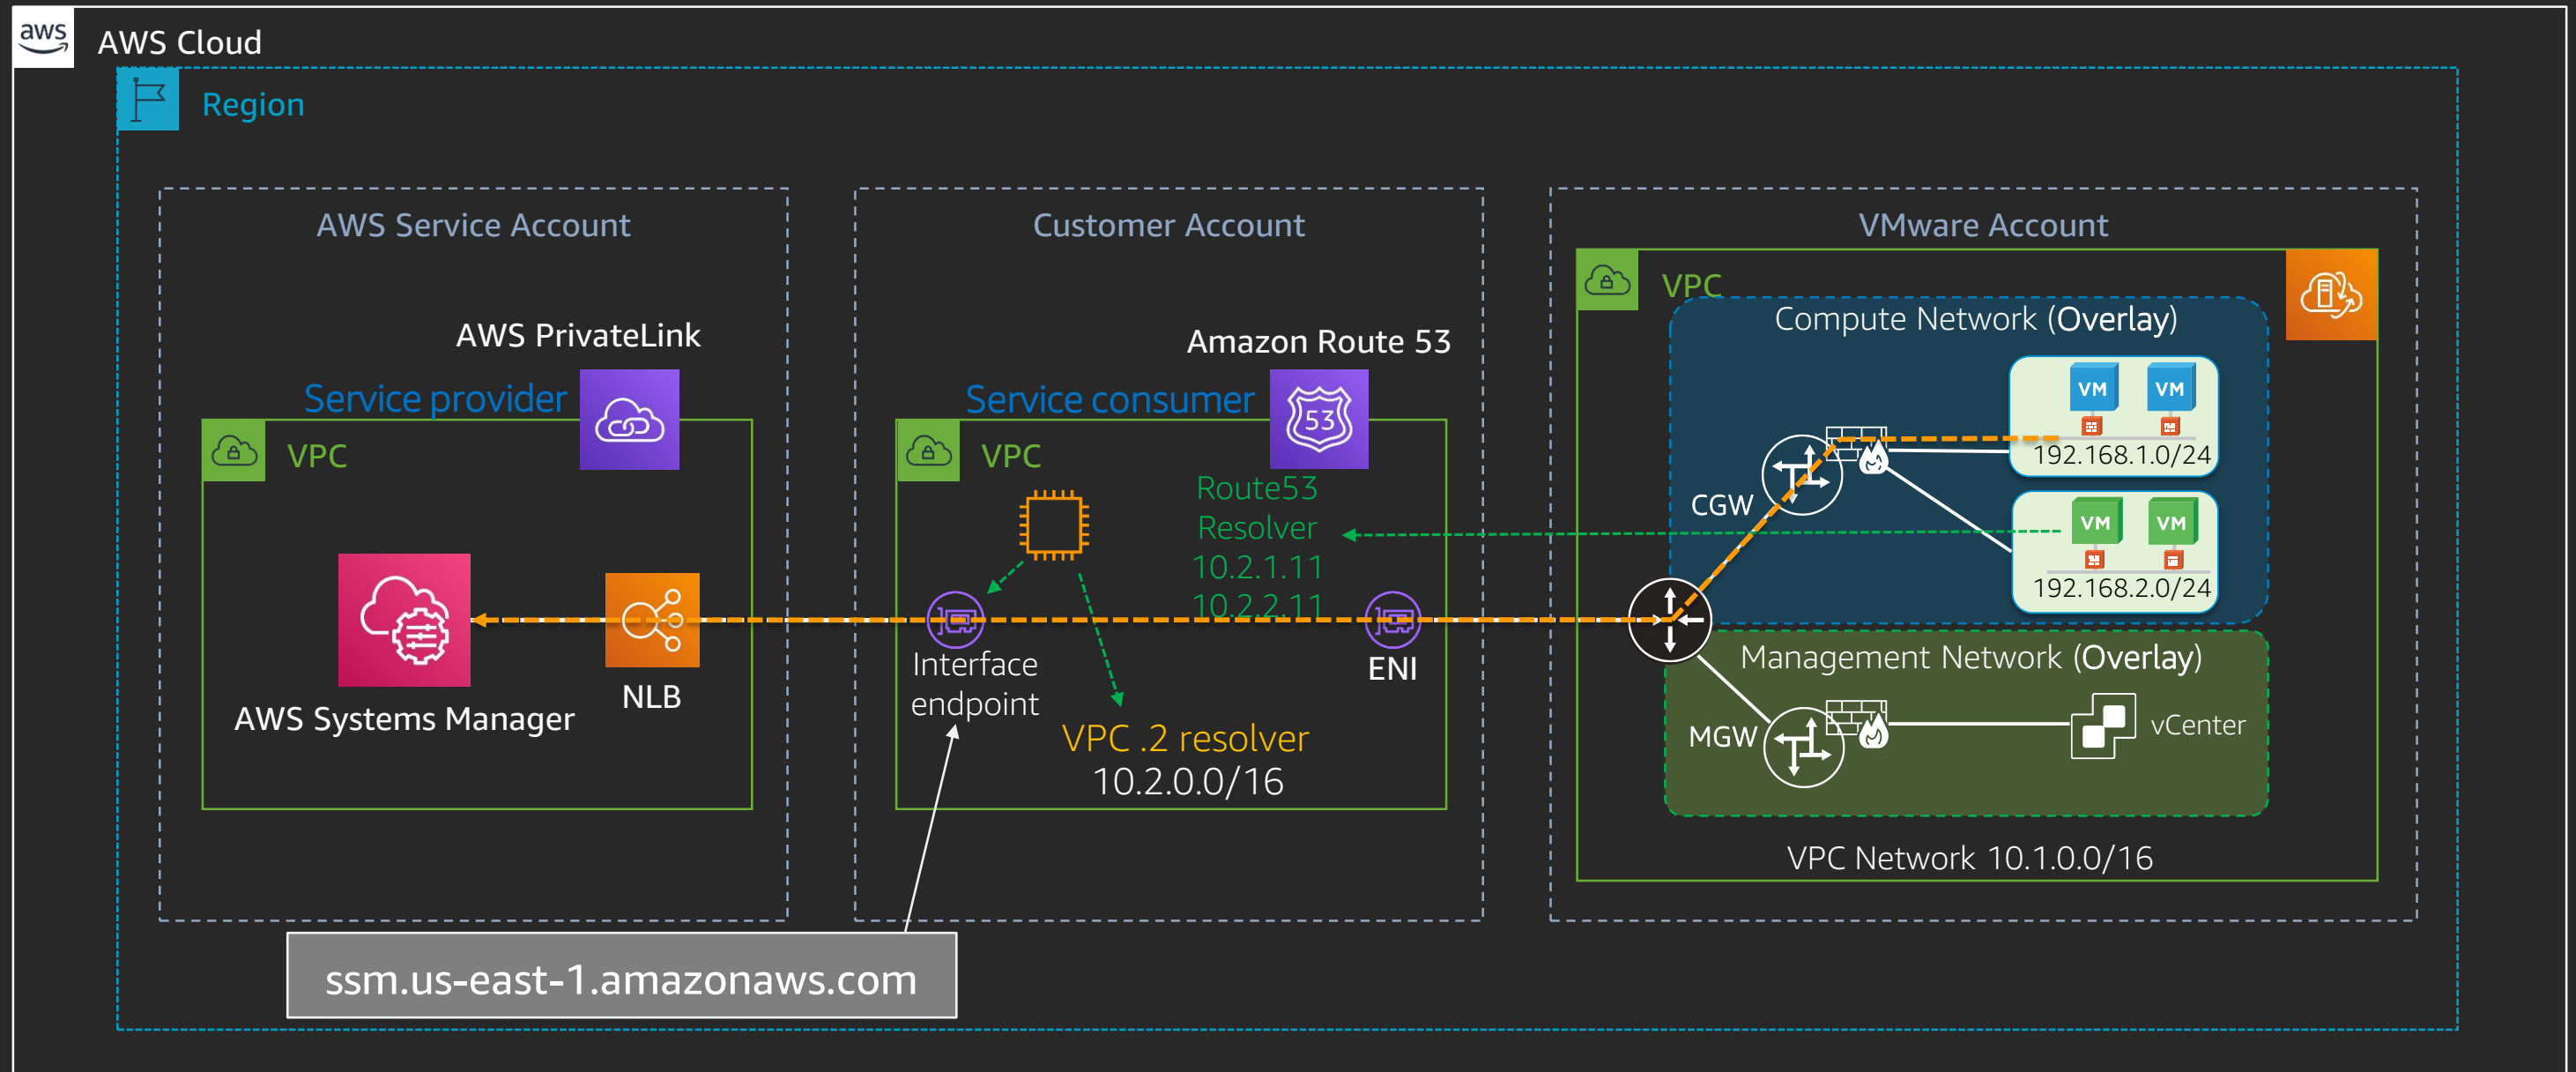 aws
AWS Cloud
Region
AWS Service Account
AWS PrivateLink
Service provider
VPC
AWS Systems Manager
NLB
Customer Account
Amazon Route 53
Service consumer
53
VPC
Route53
Resolver
10.2.1.11
10.2.2.11
Interface
endpoint
ENI
VPC .2 resolver
10.2.0.0/16
ssm.us-east-1.amazonaws.com
VMware Account
VPC
Compute Network (Overlay)
VM
VM
192.168.1.0/24
CGW
VM
VM
192.168.2.0/24
Management Network (Overlay)
MGW
vCenter
VPC Network 10.1.0.0/16